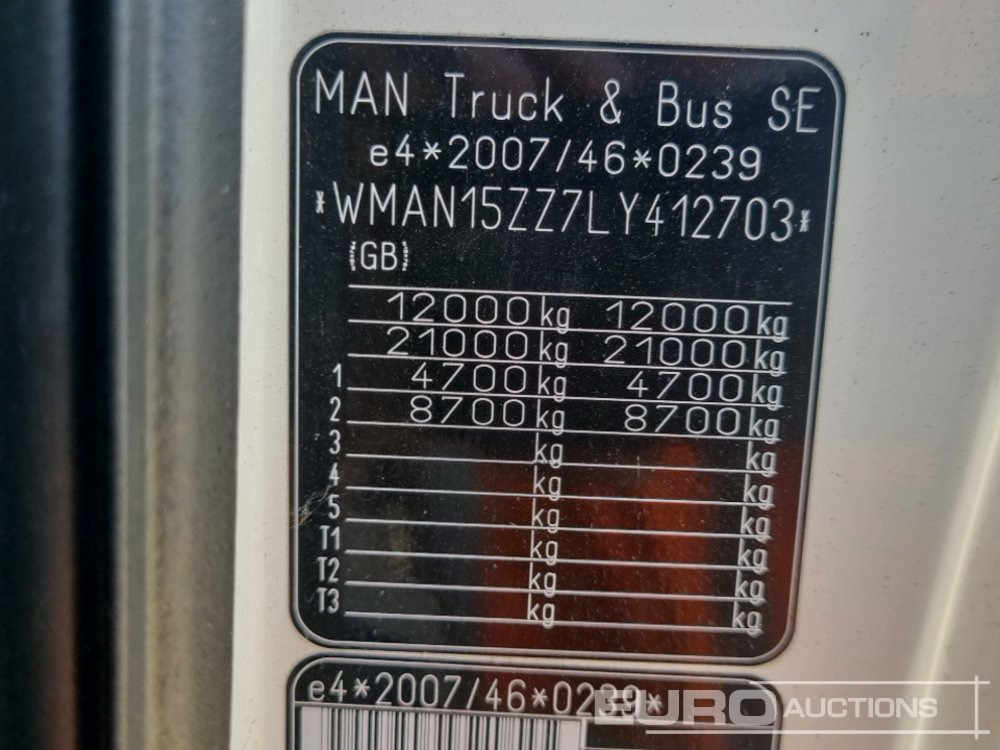 MAN Truck & Bus SE
e4*2007/46*0239
*WMAN15ZZ7LY412703*
(GB)
12000 kg 12000 kg
21000 kg 21000 kg
1 4700 kg 4700 kg
2 8700 kg 8700 kg
3 kg kg
4 kg kg
5 kg kg
T1 kg kg
T2 kg kg
T3 kg kg
e4*2007/46*0239*
EURO AUCTIONS